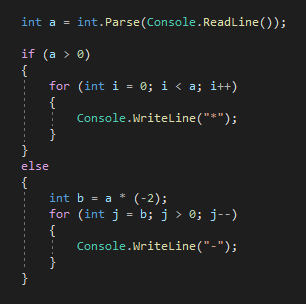 int a = int.Parse(Console.ReadLine());
if (a > 0)
{
for (int i = 0; i < a; i++)
{
Console.WriteLine("*");
}
}
else
{
int b = a * (-2);
for (int j = b; j > 0; j--)
{
Console.WriteLine("-");
}
}